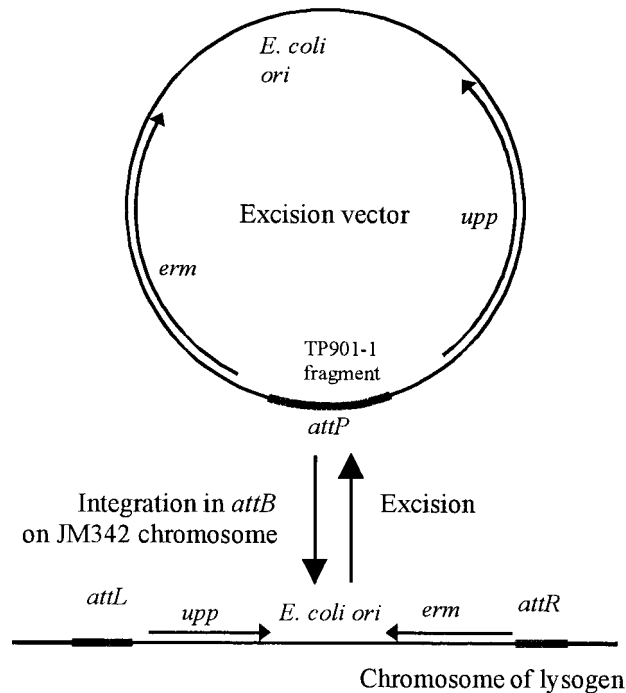 E. coli
ori
Excision vector
upp
erm
TP901-1
fragment
attP
Integration in attB
on JM342 chromosome
Excision
attL
upp
E. coli ori
erm
attR
Chromosome of lysogen